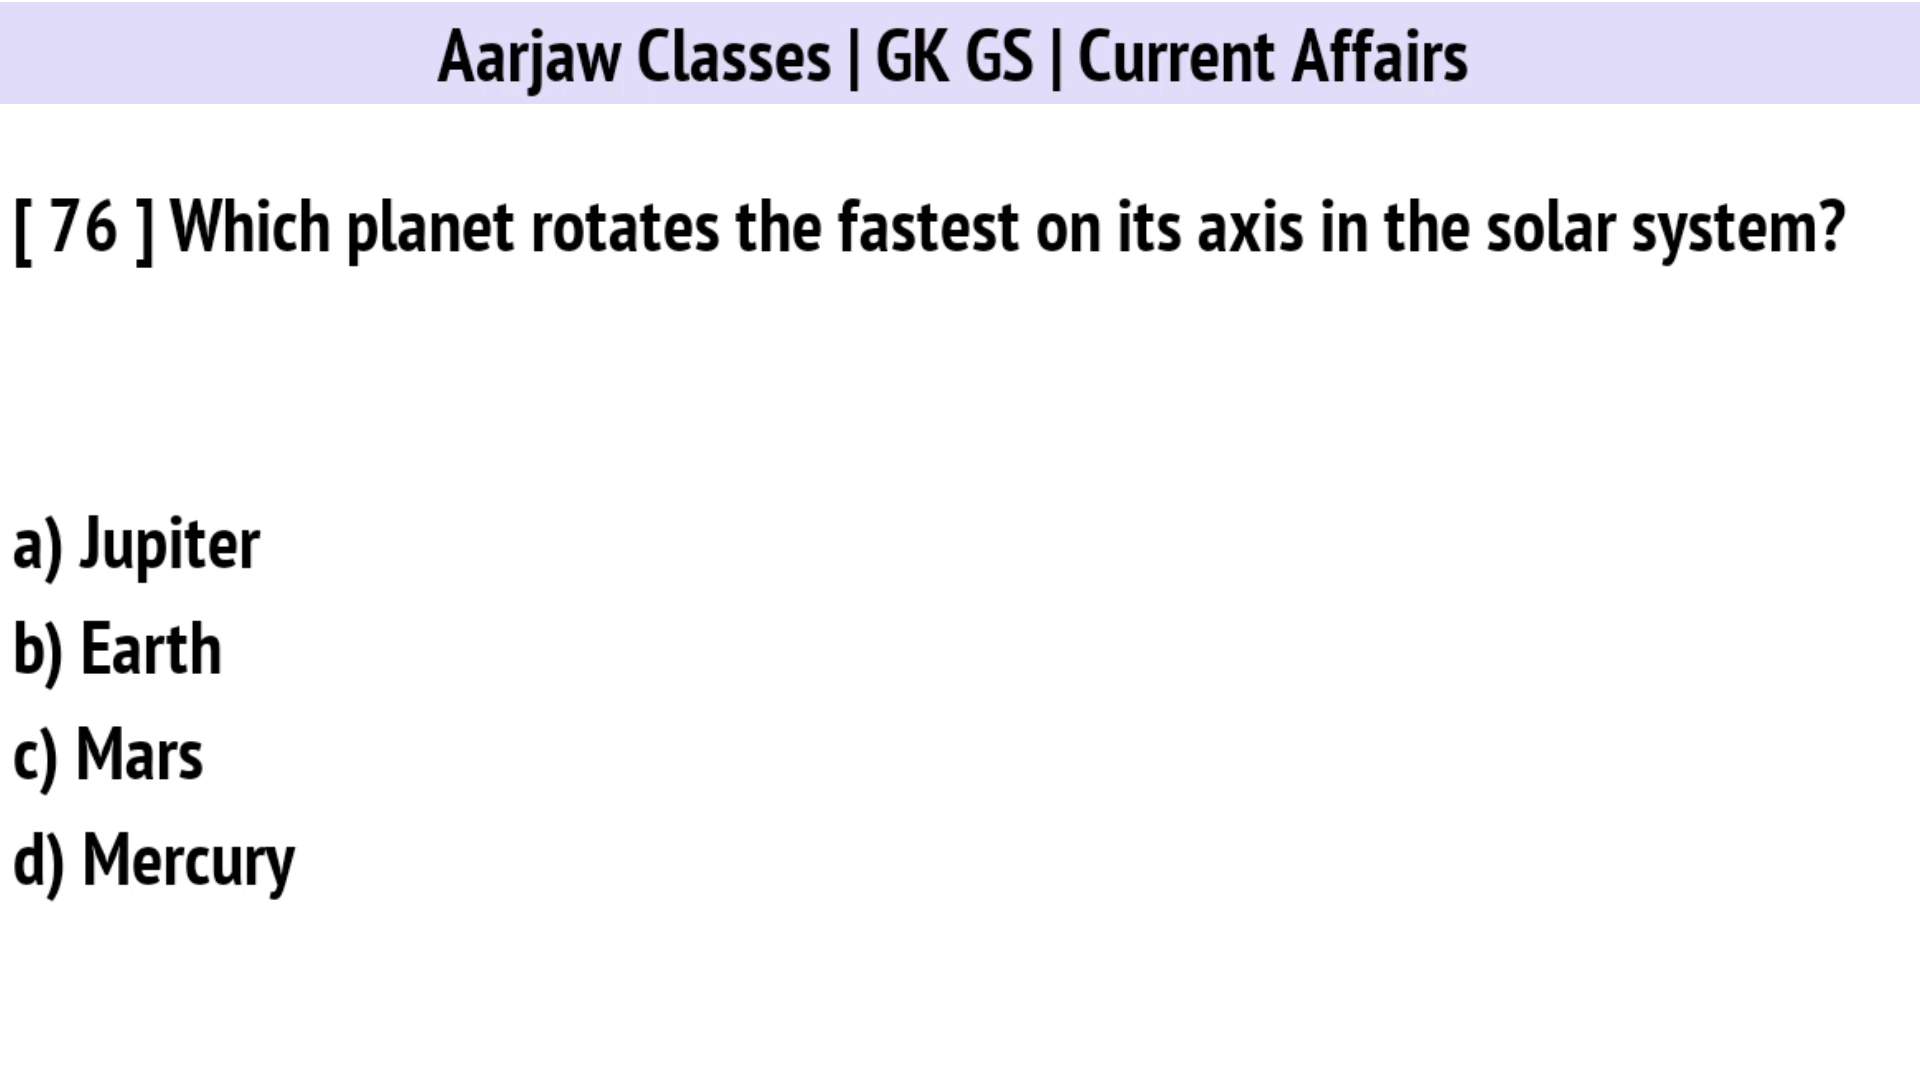 Aarjaw Classes | GK GS | Current Affairs
[ 76 ] Which planet rotates the fastest on its axis in the solar system?
a) Jupiter
b) Earth
c) Mars
d) Mercury